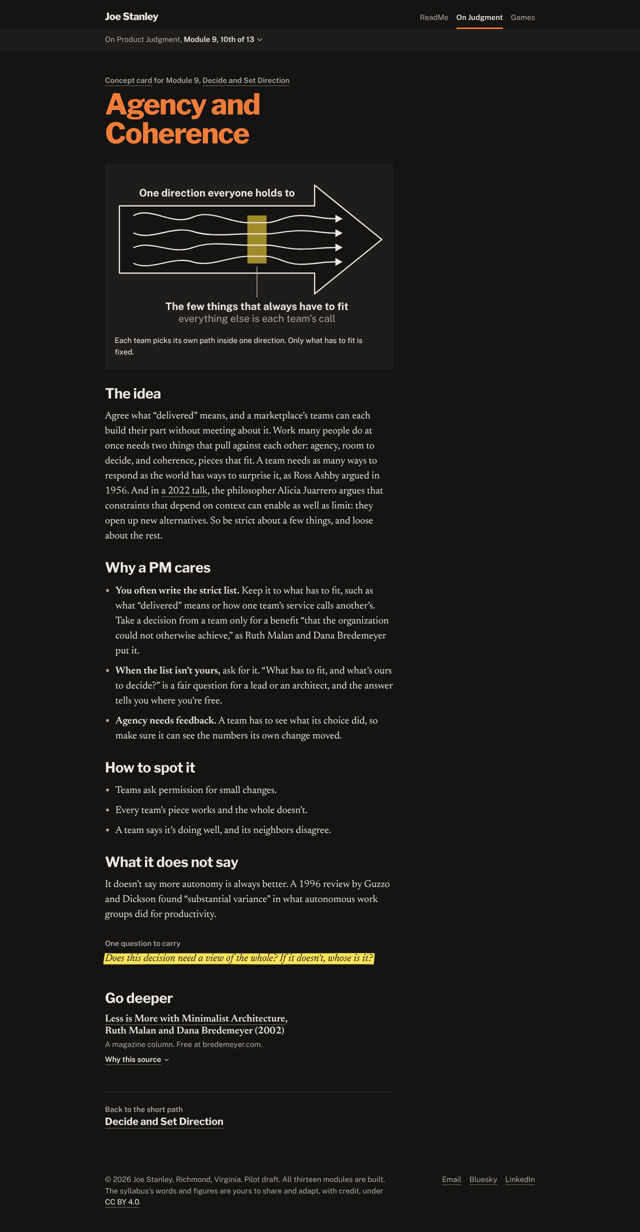 Joe Stanley
ReadMe On Judgment Games
On Product Judgment, Module 9, 10th of 13
Concept card for Module 9, Decide and Set Direction
Agency and
Coherence
One direction everyone holds to
The few things that always have to fit
everything else is each team's call
Each team picks its own path inside one direction. Only what has to fit is
fixed.
The idea
Agree what “delivered” means, and a marketplace’s teams can each
build their part without meeting about it. Work many people do at
once needs two things that pull against each other: agency, room to
decide, and coherence, pieces that fit. A team needs as many ways to
respond as the world has ways to surprise it, as Ross Ashby argued in
1956. And in a 2022 talk, the philosopher Alicia Juarrero argues that
constraints that depend on context can enable as well as limit: they
open up new alternatives. So be strict about a few things, and loose
about the rest.
Why a PM cares
You often write the strict list. Keep it to what has to fit, such as
what “delivered” means or how one team’s service calls another’s.
Take a decision from a team only for a benefit “that the organization
could not otherwise achieve,” as Ruth Malan and Dana Bredemeyer
put it.
When the list isn’t yours, ask for it. “What has to fit, and what’s ours
to decide?” is a fair question for a lead or an architect, and the answer
tells you where you’re free.
Agency needs feedback. A team has to see what its choice did, so
make sure it can see the numbers its own change moved.
How to spot it
Teams ask permission for small changes.
Every team’s piece works and the whole doesn’t.
A team says it’s doing well, and its neighbors disagree.
What it does not say
It doesn’t say more autonomy is always better. A 1996 review by Guzzo
and Dickson found “substantial variance” in what autonomous work
groups did for productivity.
One question to carry
Does this decision need a view of the whole? If it doesn’t, whose is it?
Go deeper
Less is More with Minimalist Architecture,
Ruth Malan and Dana Bredemeyer (2002)
A magazine column. Free at bredemeyer.com.
Why this source
Back to the short path
Decide and Set Direction
© 2026 Joe Stanley, Richmond, Virginia. Pilot draft. All thirteen modules are built.
The syllabus’s words and figures are yours to share and adapt, with credit, under
CC BY 4.0.
Email Bluesky LinkedIn